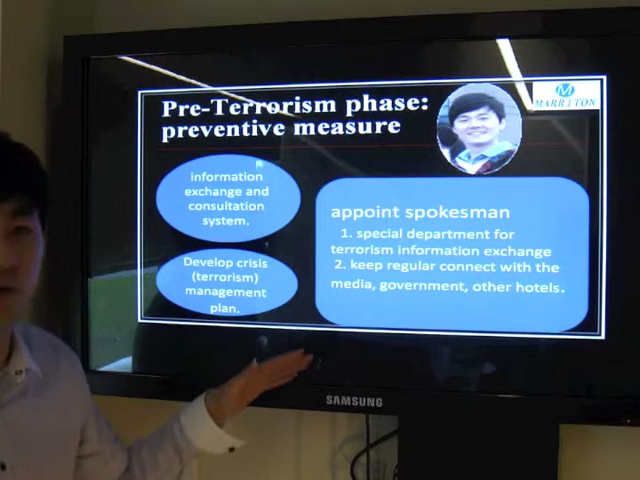 Pre-Terrorism phase:
preventive measure
MARRITON
information
exchange and
consultation
system.
Develop crisis
(terrorism)
management
plan.
appoint spokesman
1. special department for
terrorism information exchange
2. keep regular connect with the
media, government, other hotels.
SAMSUNG